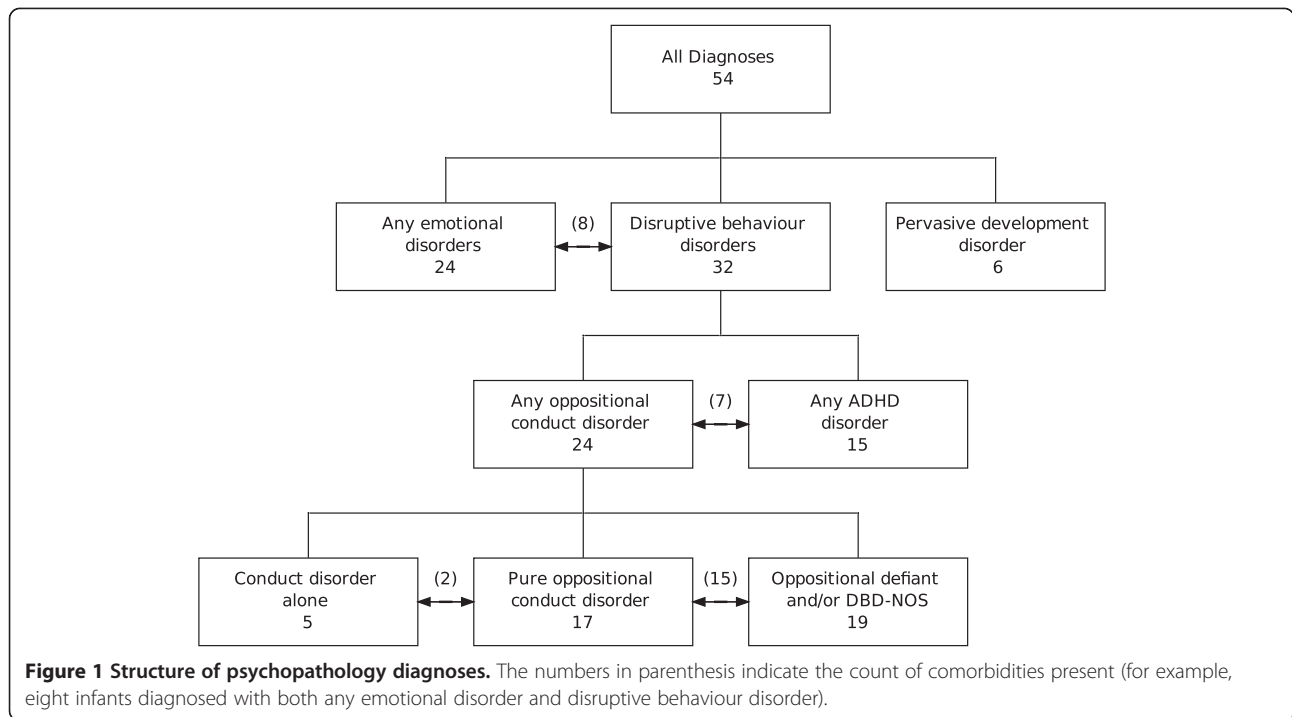 All Diagnoses
54
Any emotional
disorders
24
(8)
Disruptive behaviour
disorders
32
Pervasive development
disorder
6
Any oppositional
conduct disorder
24
(7)
Any ADHD
disorder
15
Conduct disorder
alone
5
(2)
Pure oppositional
conduct disorder
17
(15)
Oppositional defiant
and/or DBD-NOS
19
Figure 1 Structure of psychopathology diagnoses. The numbers in parenthesis indicate the count of comorbidities present (for example,
eight infants diagnosed with both any emotional disorder and disruptive behaviour disorder).